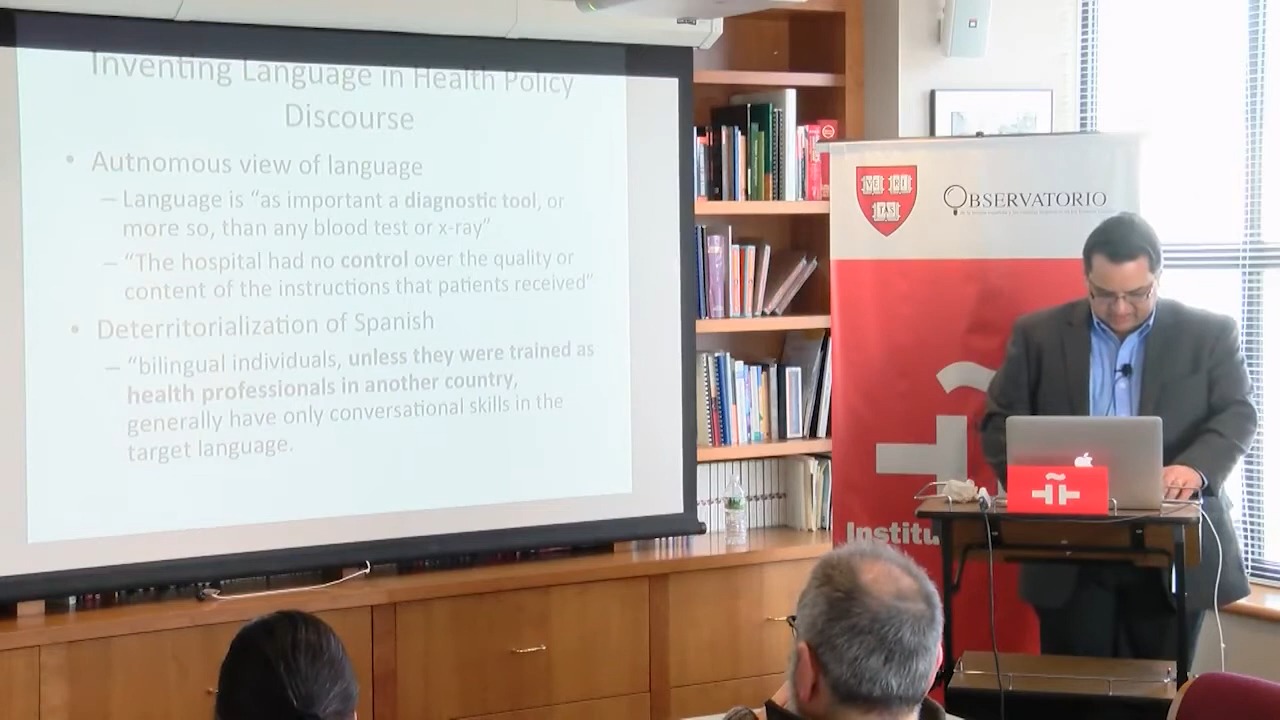 Inventing Language in Health Policy
Discourse
• Autnomous view of language
– Language is “as important a diagnostic tool, or
more so, than any blood test or x-ray”
– “The hospital had no control over the quality or
content of the instructions that patients received”
• Deterritorialization of Spanish
– “bilingual individuals, unless they were trained as
health professionals in another country,
generally have only conversational skills in the
target language.
VE RI
TAS
OBSERVATORIO
Institu